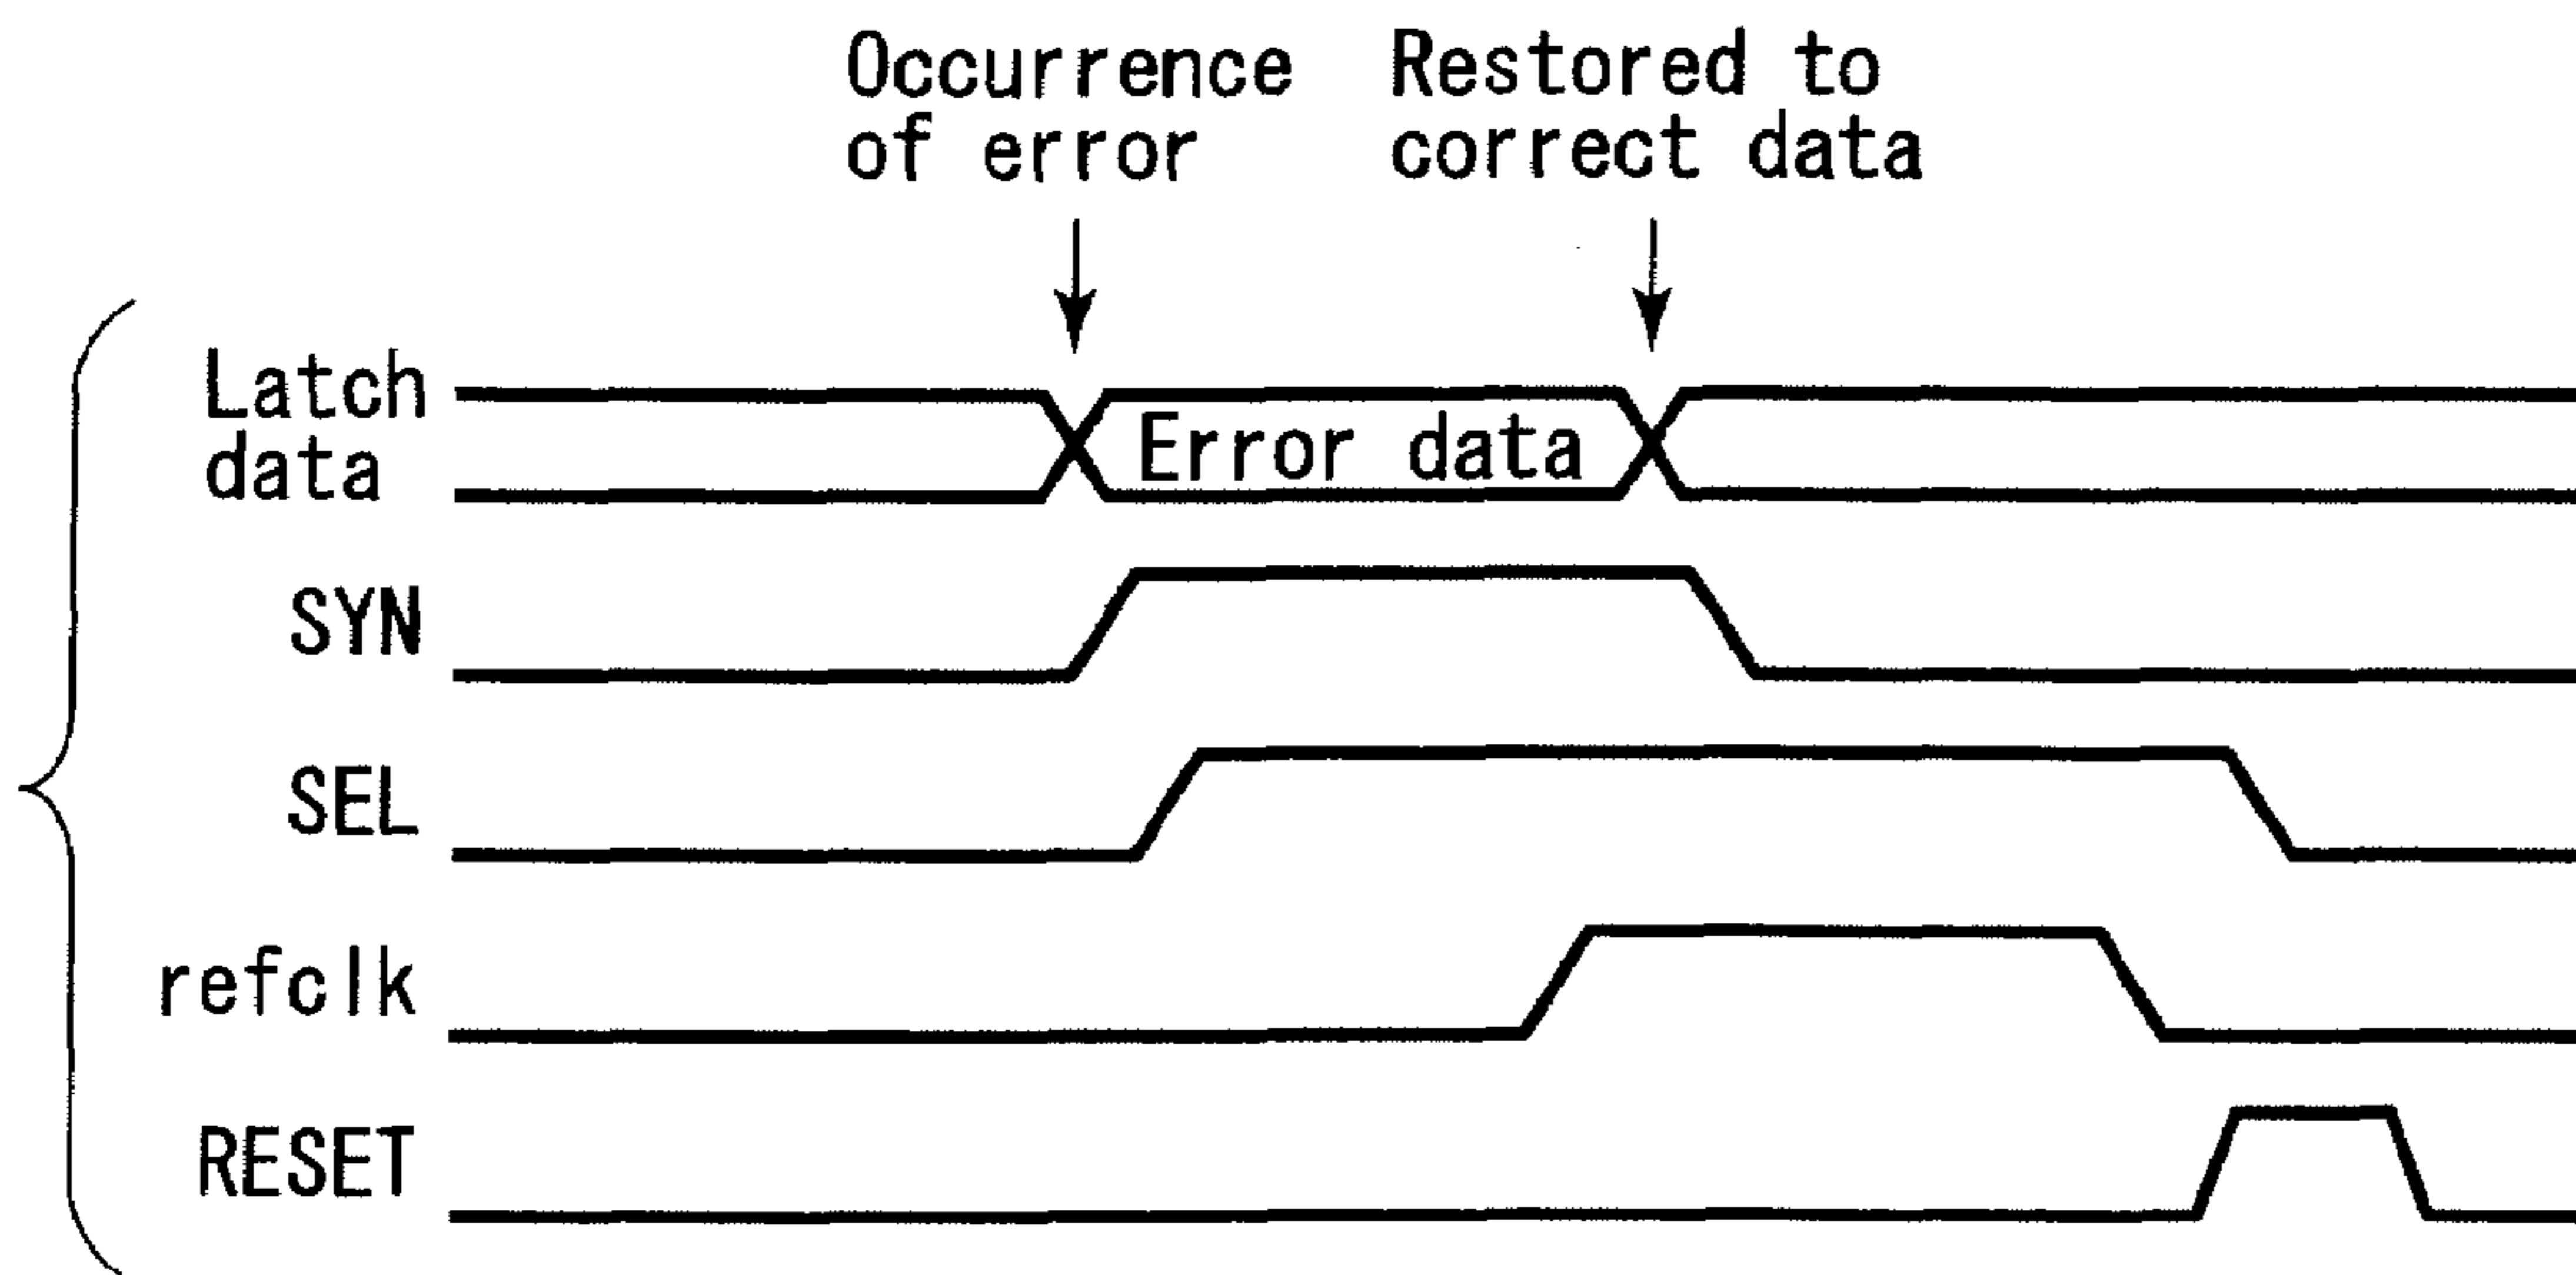 Occurrence
of error
Restored to
correct data
Latch
data
Error data
SYN
SEL
refclk
RESET